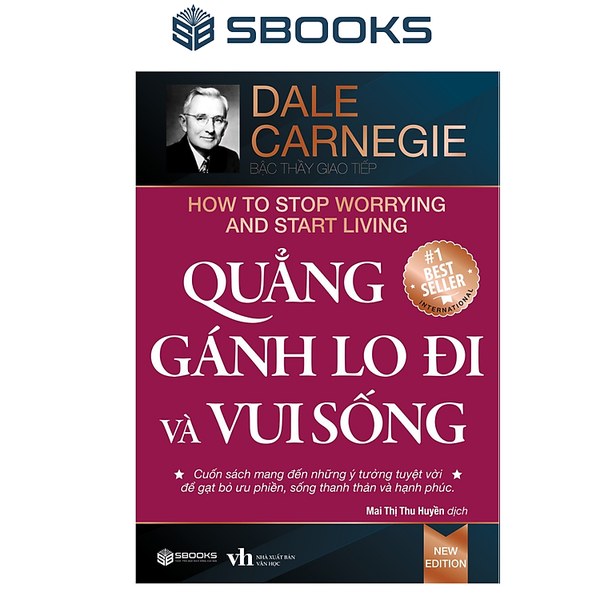 SBOOKS
DALE
CARNEGIE
BẬC THẦY GIAO TIẾP
HOW TO STOP WORRYING
AND START LIVING
#1
BEST
SELLER
INTERNATIONAL
QUẲNG
GÁNH LO ĐI
VÀ VUI SỐNG
Cuốn sách mang đến những ý tưởng tuyệt vời
để gạt bỏ ưu phiền, sống thanh thản và hạnh phúc.
Mai Thị Thu Huyền dịch
SBOOKS
vh NHÀ XUẤT BẢN
VĂN HỌC
NEW
EDITION